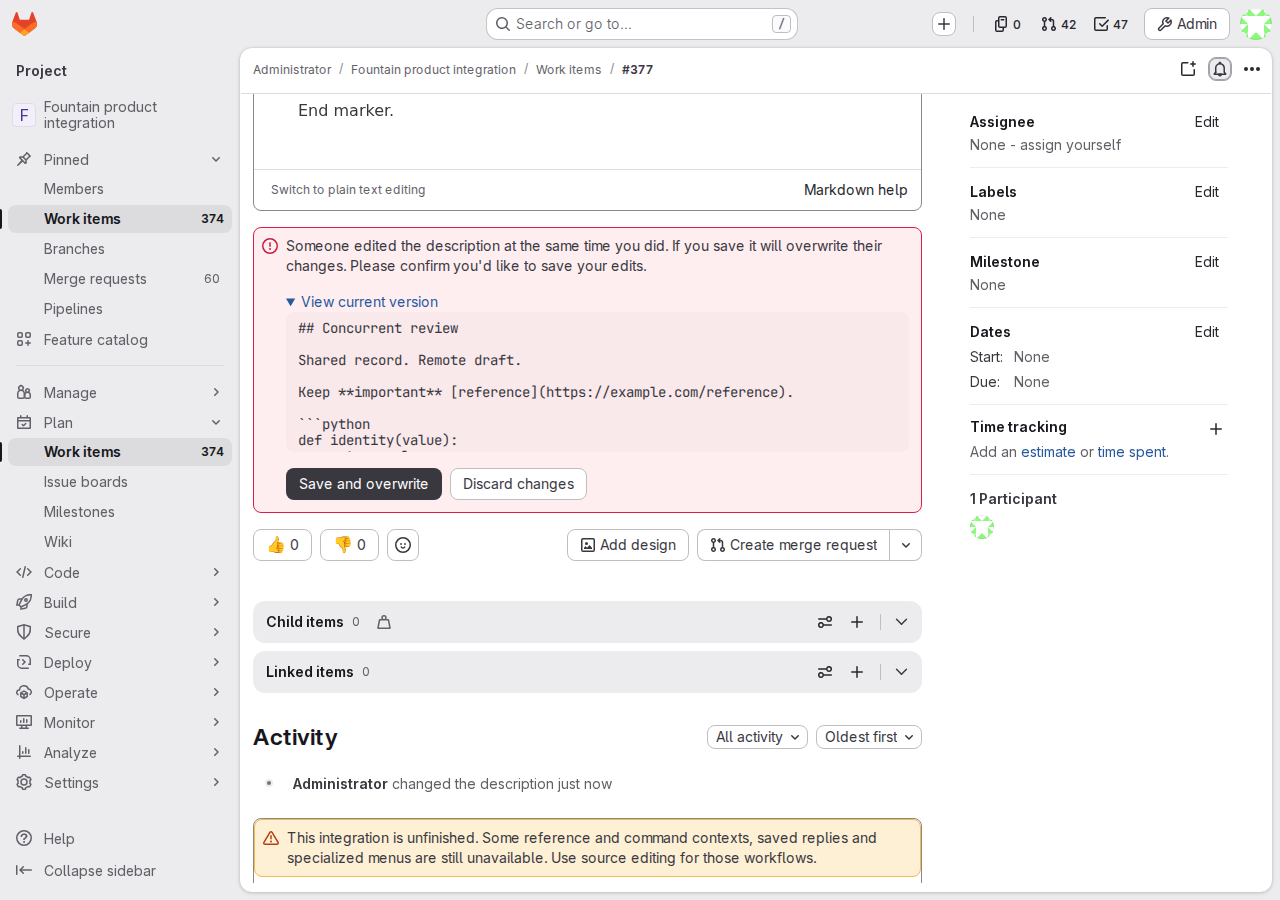 Search or go to...
/
0
42
47
Admin
Project
F
Fountain product
integration
Pinned
Members
Work items
374
Branches
Merge requests
60
Pipelines
Feature catalog
Manage
Plan
Work items
374
Issue boards
Milestones
Wiki
Code
Build
Secure
Deploy
Operate
Monitor
Analyze
Settings
Help
Collapse sidebar
Administrator / Fountain product integration / Work items / #377
End marker.
Switch to plain text editing
Markdown help
Someone edited the description at the same time you did. If you save it will overwrite their
changes. Please confirm you'd like to save your edits.
View current version
## Concurrent review
Shared record. Remote draft.
Keep **important** [reference](https://example.com/reference).
```python
def identity(value):
Save and overwrite
Discard changes
👍 0
👎 0
Add design
Create merge request
Child items 0
Linked items 0
Activity
All activity
Oldest first
Administrator changed the description just now
This integration is unfinished. Some reference and command contexts, saved replies and
specialized menus are still unavailable. Use source editing for those workflows.
Assignee
Edit
None - assign yourself
Labels
Edit
None
Milestone
Edit
None
Dates
Edit
Start: None
Due: None
Time tracking
Add an estimate or time spent.
1 Participant